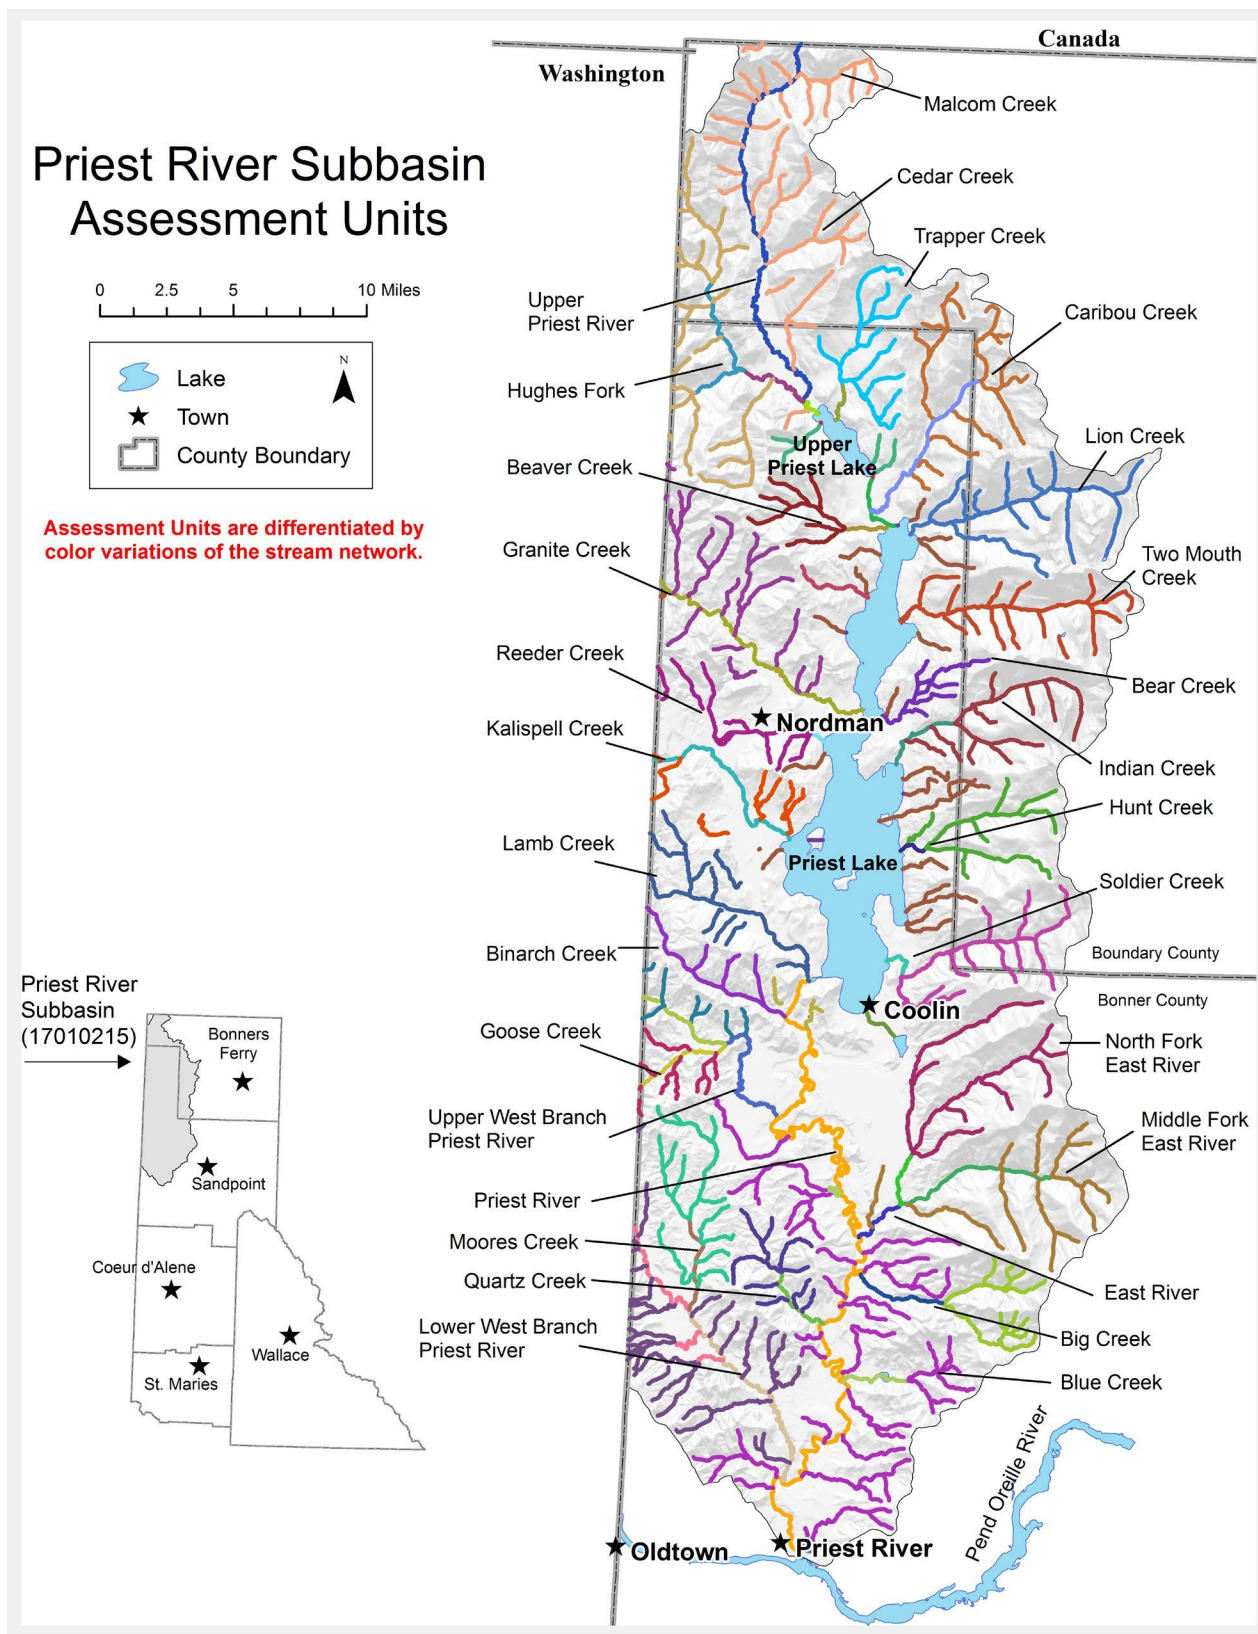 Canada
Washington
Malcom Creek
Priest River Subbasin
Assessment Units
Cedar Creek
Trapper Creek
0 2.5 5 10 Miles
Upper
Priest River
Caribou Creek
N
Lake
Town
County Boundary
Hughes Fork
Upper
Priest Lake
Lion Creek
Beaver Creek
Assessment Units are differentiated by
color variations of the stream network.
Granite Creek
Two Mouth
Creek
Reeder Creek
Bear Creek
Nordman
Kalispell Creek
Indian Creek
Hunt Creek
Lamb Creek
Priest Lake
Soldier Creek
Binarch Creek
Boundary County
Bonner County
Coolin
Priest River
Subbasin
(17010215)
Goose Creek
North Fork
East River
Bonners
Ferry
Upper West Branch
Priest River
Middle Fork
East River
Sandpoint
Priest River
Moores Creek
Quartz Creek
Coeur d'Alene
East River
Lower West Branch
Priest River
Big Creek
Wallace
St. Maries
Blue Creek
Pend Oreille River
Oldtown
Priest River